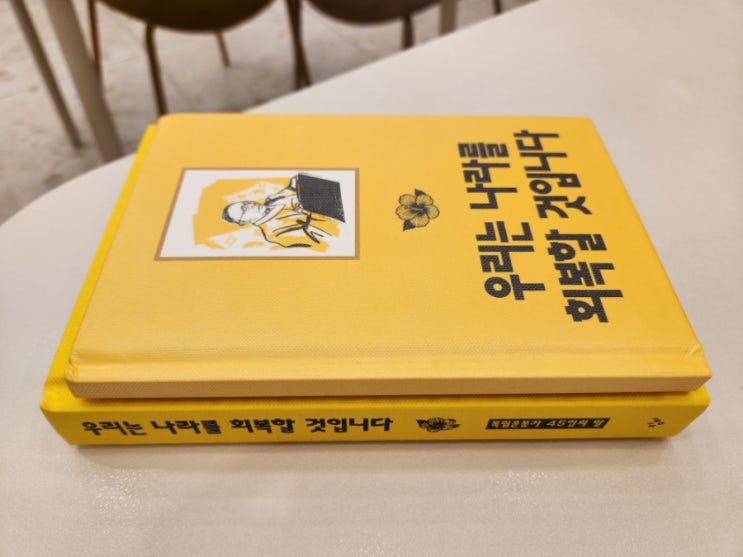 우리는 나라를
회복할 것입니다
우리는 나라를 회복할 것입니다
독립운동가 45인의 말